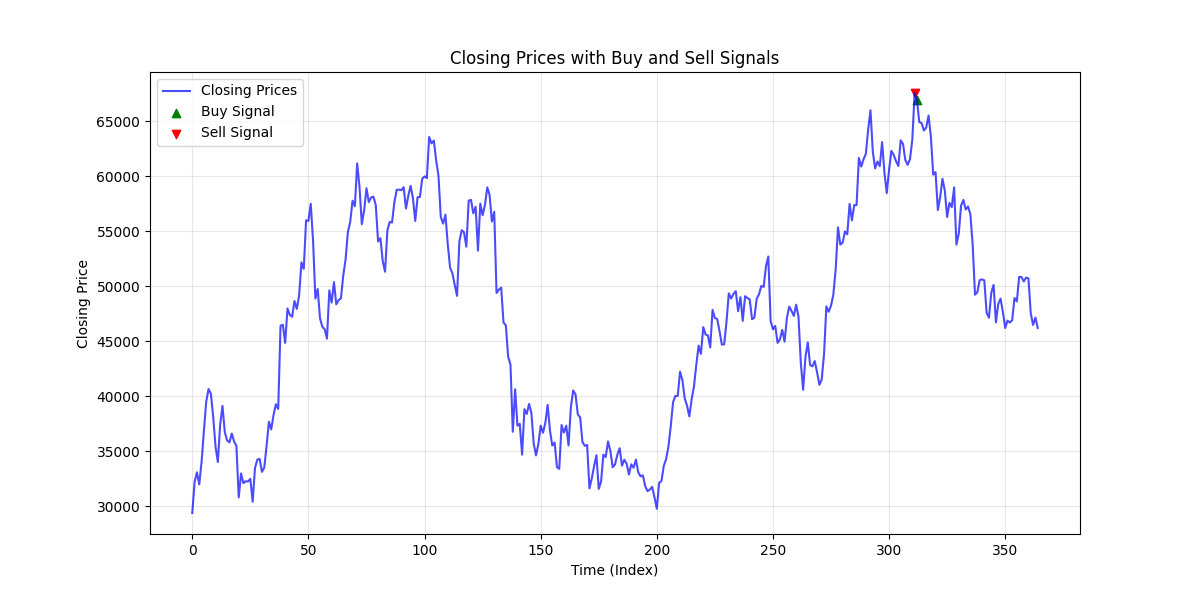 Closing Prices with Buy and Sell Signals
Closing Prices
Buy Signal
Sell Signal
Closing Price
65000
60000
55000
50000
45000
40000
35000
30000
0 50 100 150 200 250 300 350
Time (Index)